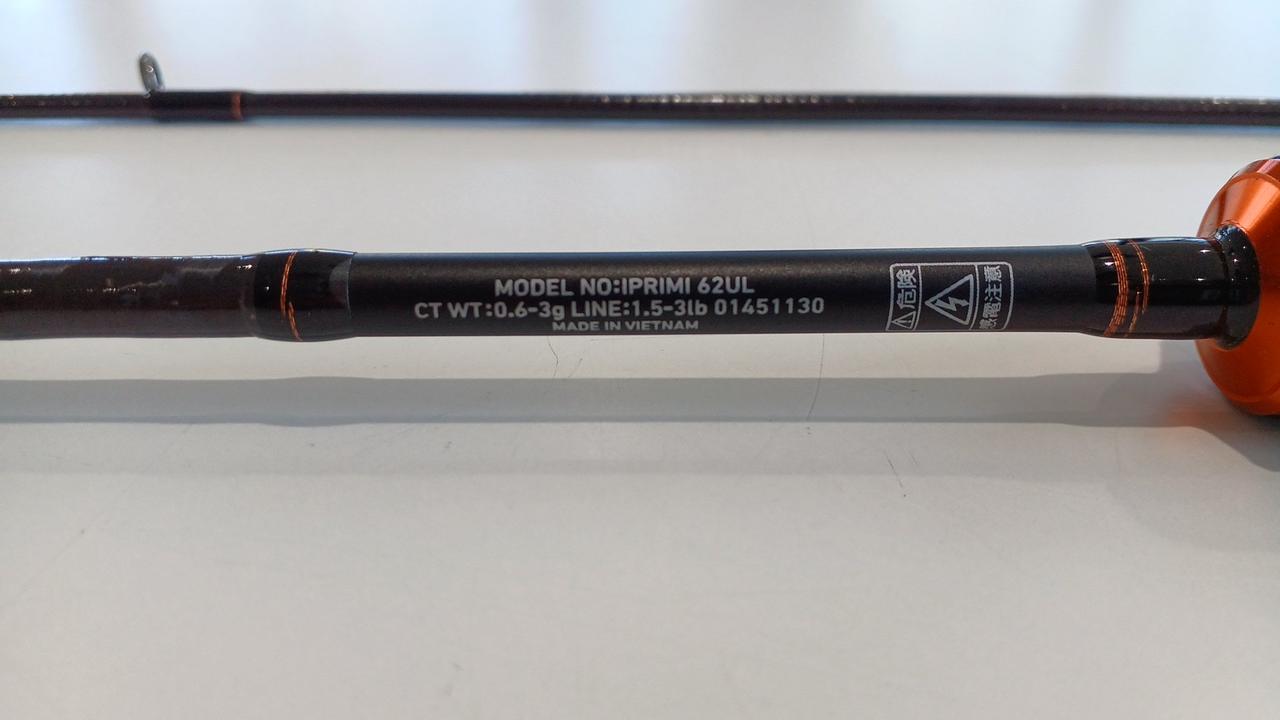 MODEL NO:IPRIMI 62UL
CT WT:0.6-3g LINE:1.5-3lb 01451130
MADE IN VIETNAM
危険
感電注意